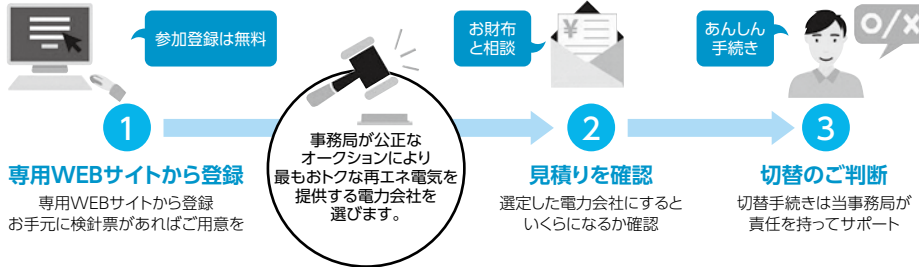 参加登録は無料
1
専用WEBサイトから登録
専用WEBサイトから登録
お手元に検針票があればご用意を
事務局が公正な
オークションにより
最もおトクな再エネ電気を
提供する電力会社を
選びます。
お財布
と相談
¥
2
見積りを確認
選定した電力会社にすると
いくらになるか確認
あんしん
手続き
O/×
3
切替のご判断
切替手続きは当事務局が
責任を持ってサポート